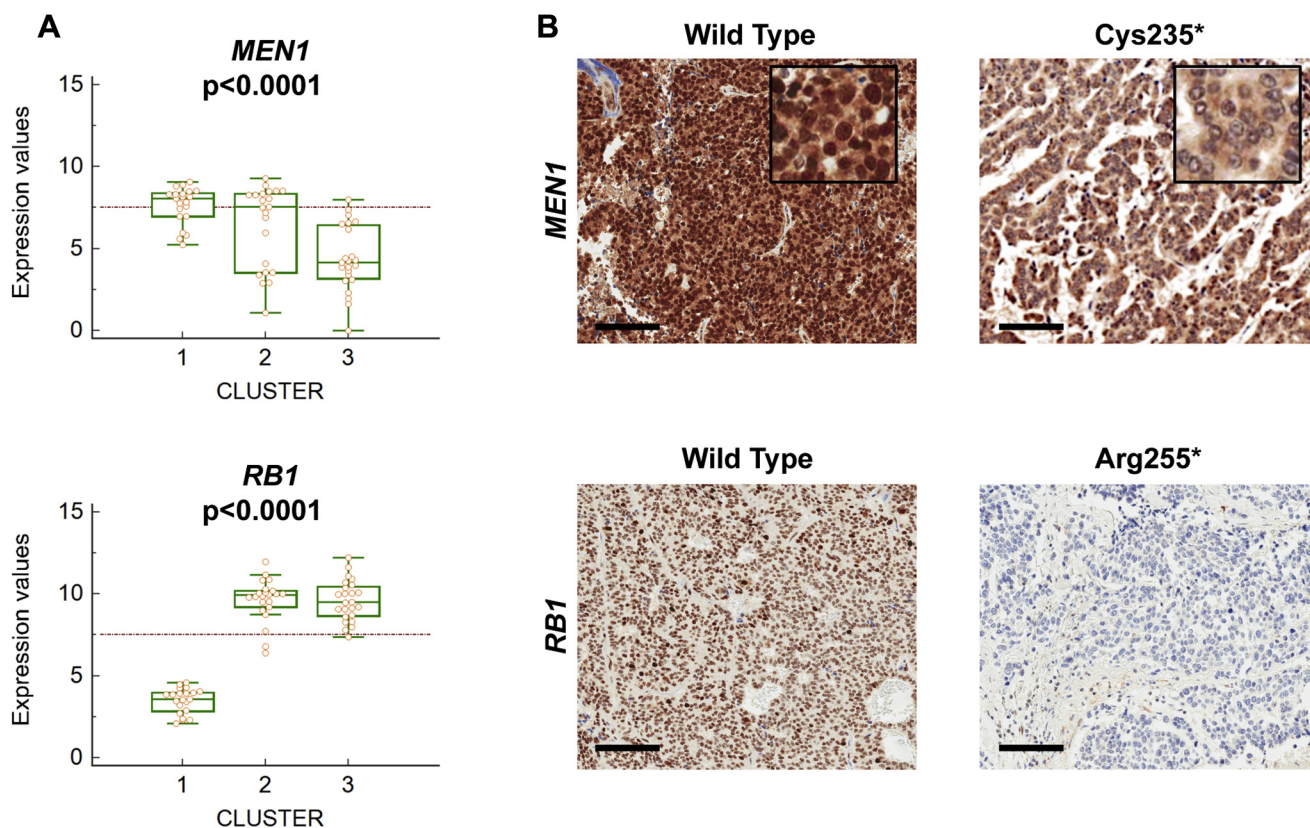 A
MEN1
p<0.0001
15
10
5
0
Expression values
1 2 3
CLUSTER
RB1
p<0.0001
15
10
5
0
Expression values
1 2 3
CLUSTER
B
Wild Type
Cys235*
MEN1
Wild Type
Arg255*
RB1